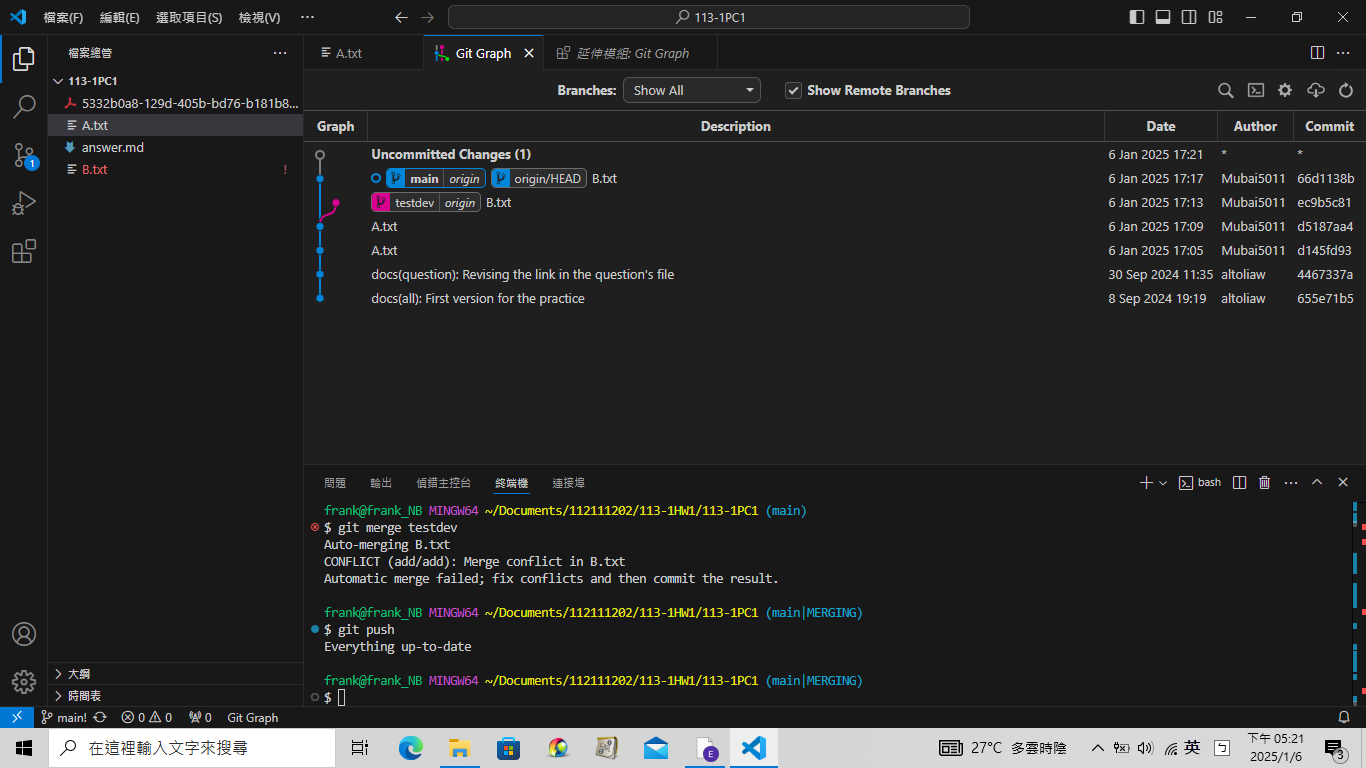 檔案(F) 編輯(E) 選取項目(S) 檢視(V) ··· 113-1PC1
檔案總管 ···
A.txt Git Graph 延伸模組: Git Graph
113-1PC1
5332b0a8-129d-405b-bd76-b181b8...
A.txt
answer.md
B.txt !
1
Branches: Show All Show Remote Branches
Graph Description Date Author Commit
Uncommitted Changes (1) 6 Jan 2025 17:21 * *
main origin origin/HEAD B.txt 6 Jan 2025 17:17 Mubai5011 66d1138b
testdev origin B.txt 6 Jan 2025 17:13 Mubai5011 ec9b5c81
A.txt 6 Jan 2025 17:09 Mubai5011 d5187aa4
A.txt 6 Jan 2025 17:05 Mubai5011 d145fd93
docs(question): Revising the link in the question's file 30 Sep 2024 11:35 altoliaw 4467337a
docs(all): First version for the practice 8 Sep 2024 19:19 altoliaw 655e71b5
問題 輸出 偵錯主控台 終端機 連接埠 bash
frank@frank_NB MINGW64 ~/Documents/112111202/113-1HW1/113-1PC1 (main)
$ git merge testdev
Auto-merging B.txt
CONFLICT (add/add): Merge conflict in B.txt
Automatic merge failed; fix conflicts and then commit the result.
frank@frank_NB MINGW64 ~/Documents/112111202/113-1HW1/113-1PC1 (main|MERGING)
$ git push
Everything up-to-date
frank@frank_NB MINGW64 ~/Documents/112111202/113-1HW1/113-1PC1 (main|MERGING)
$
大綱
時間表
main! 0 0 0 Git Graph
在這裡輸入文字來搜尋
E
27°C 多雲時陰
英
ㄅ
下午 05:21
2025/1/6
3